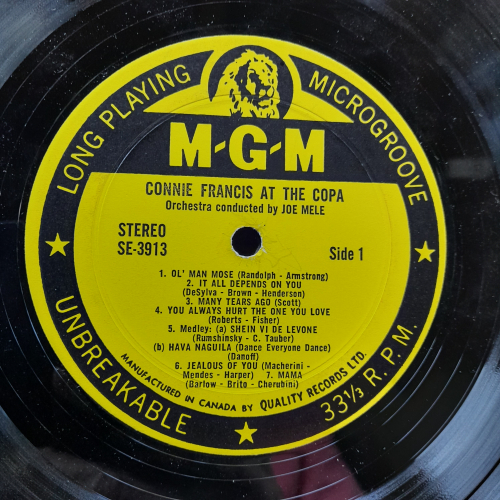 LONG PLAYING
MICROGROOVE
M-G-M
CONNIE FRANCIS AT THE COPA
Orchestra conducted by JOE MELE
STEREO
SE-3913
Side 1
1. OL' MAN MOSE (Randolph - Armstrong)
2. IT ALL DEPENDS ON YOU
(DeSylva - Brown - Henderson)
3. MANY TEARS AGO (Scott)
4. YOU ALWAYS HURT THE ONE YOU LOVE
(Roberts - Fisher)
5. Medley: (a) SHEIN VI DE LEVONE
(Rumshinsky - C. Tauber)
(b) HAVA NAGUILA (Dance Everyone Dance)
(Danoff)
6. JEALOUS OF YOU (Macherini -
Mendes - Harper) 7. MAMA
(Barlow - Brito - Cherubini)
MANUFACTURED IN CANADA BY QUALITY RECORDS LTD.
UNBREAKABLE
33⅓ R.P.M.